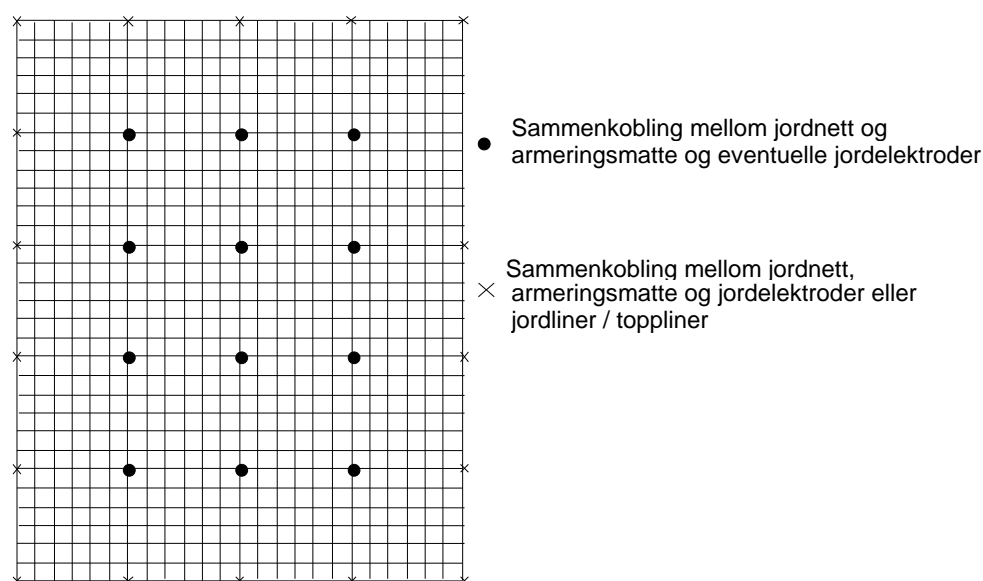 Sammenkobling mellom jordnett og
armeringsmatte og eventuelle jordelektroder
Sammenkobling mellom jordnett,
armeringsmatte og jordelektroder eller
jordliner / toppliner